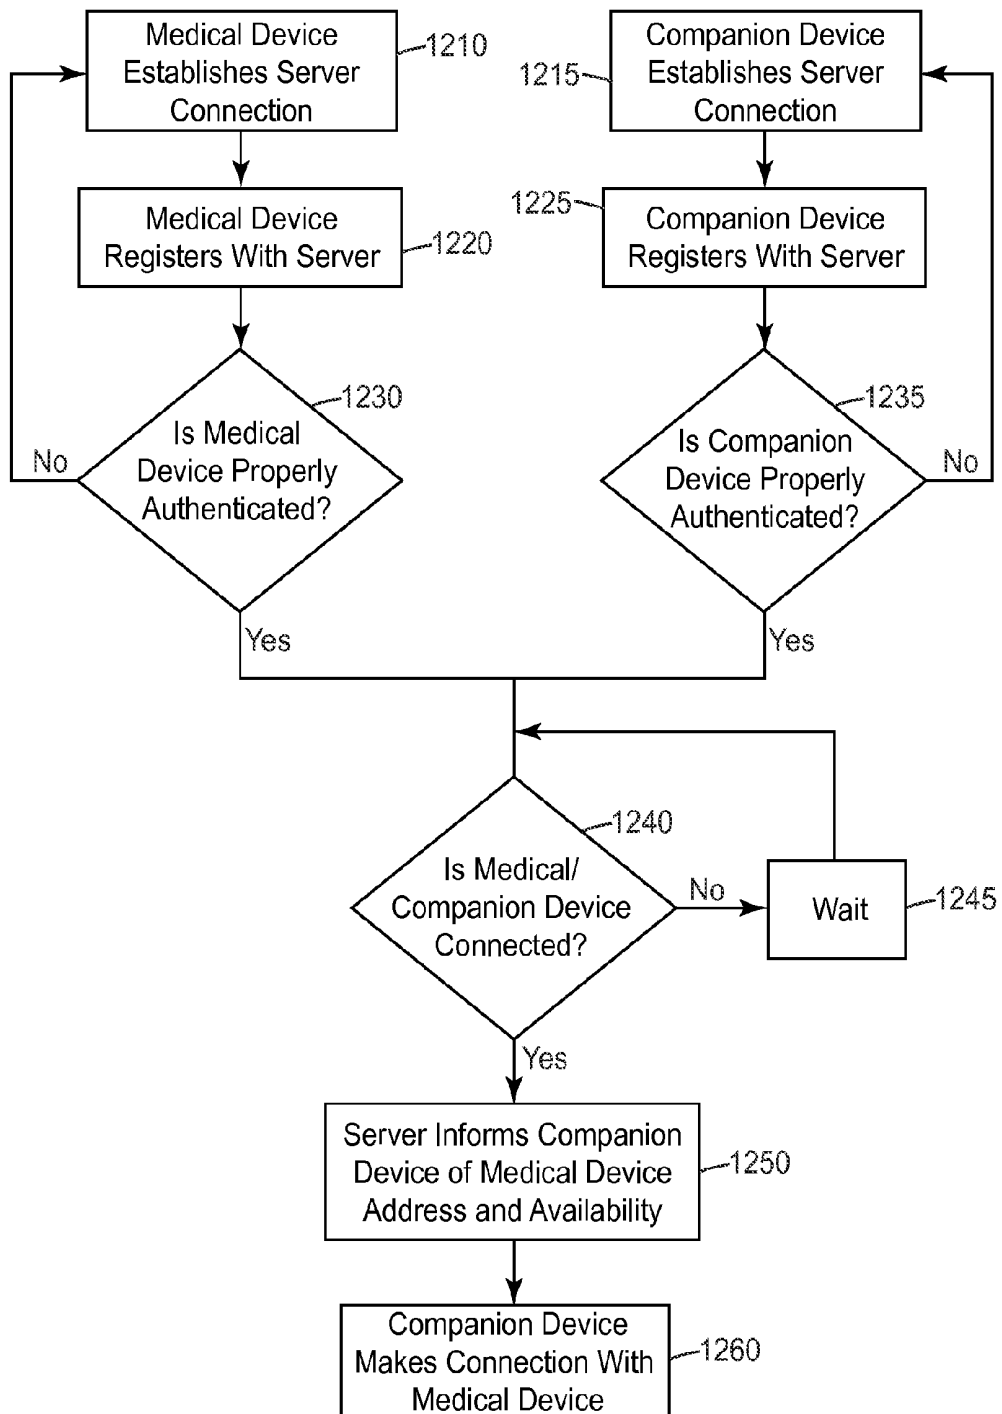 Medical Device
Establishes Server
Connection
1210
Companion Device
Establishes Server
Connection
1215
Medical Device
Registers With Server
1220
Companion Device
Registers With Server
1225
Is Medical
Device Properly
Authenticated?
1230
No
Yes
Is Companion
Device Properly
Authenticated?
1235
No
Yes
Is Medical/
Companion Device
Connected?
1240
No
Wait
1245
Yes
Server Informs Companion
Device of Medical Device
Address and Availability
1250
Companion Device
Makes Connection With
Medical Device
1260